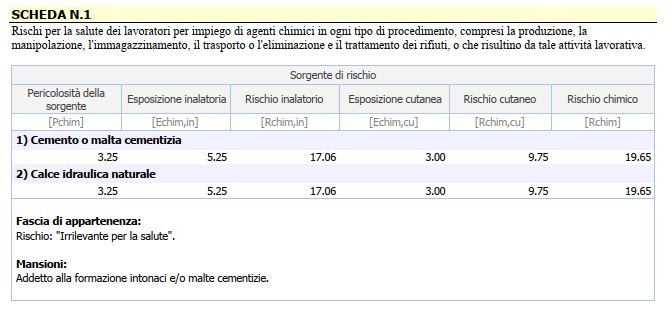 SCHEDA N.1
Rischi per la salute dei lavoratori per impiego di agenti chimici in ogni tipo di procedimento, compresi la produzione, la
manipolazione, l'immagazzinamento, il trasporto o l'eliminazione e il trattamento dei rifiuti, o che risultino da tale attività lavorativa.
Sorgente di rischio
Pericolosità della sorgente Esposizione inalatoria Rischio inalatorio Esposizione cutanea Rischio cutaneo Rischio chimico
[Pchim] [Echim,in] [Rchim,in] [Echim,cu] [Rchim,cu] [Rchim]
1) Cemento o malta cementizia
3.25 5.25 17.06 3.00 9.75 19.65
2) Calce idraulica naturale
3.25 5.25 17.06 3.00 9.75 19.65
Fascia di appartenenza:
Rischio: "Irrilevante per la salute".
Mansioni:
Addetto alla formazione intonaci e/o malte cementizie.